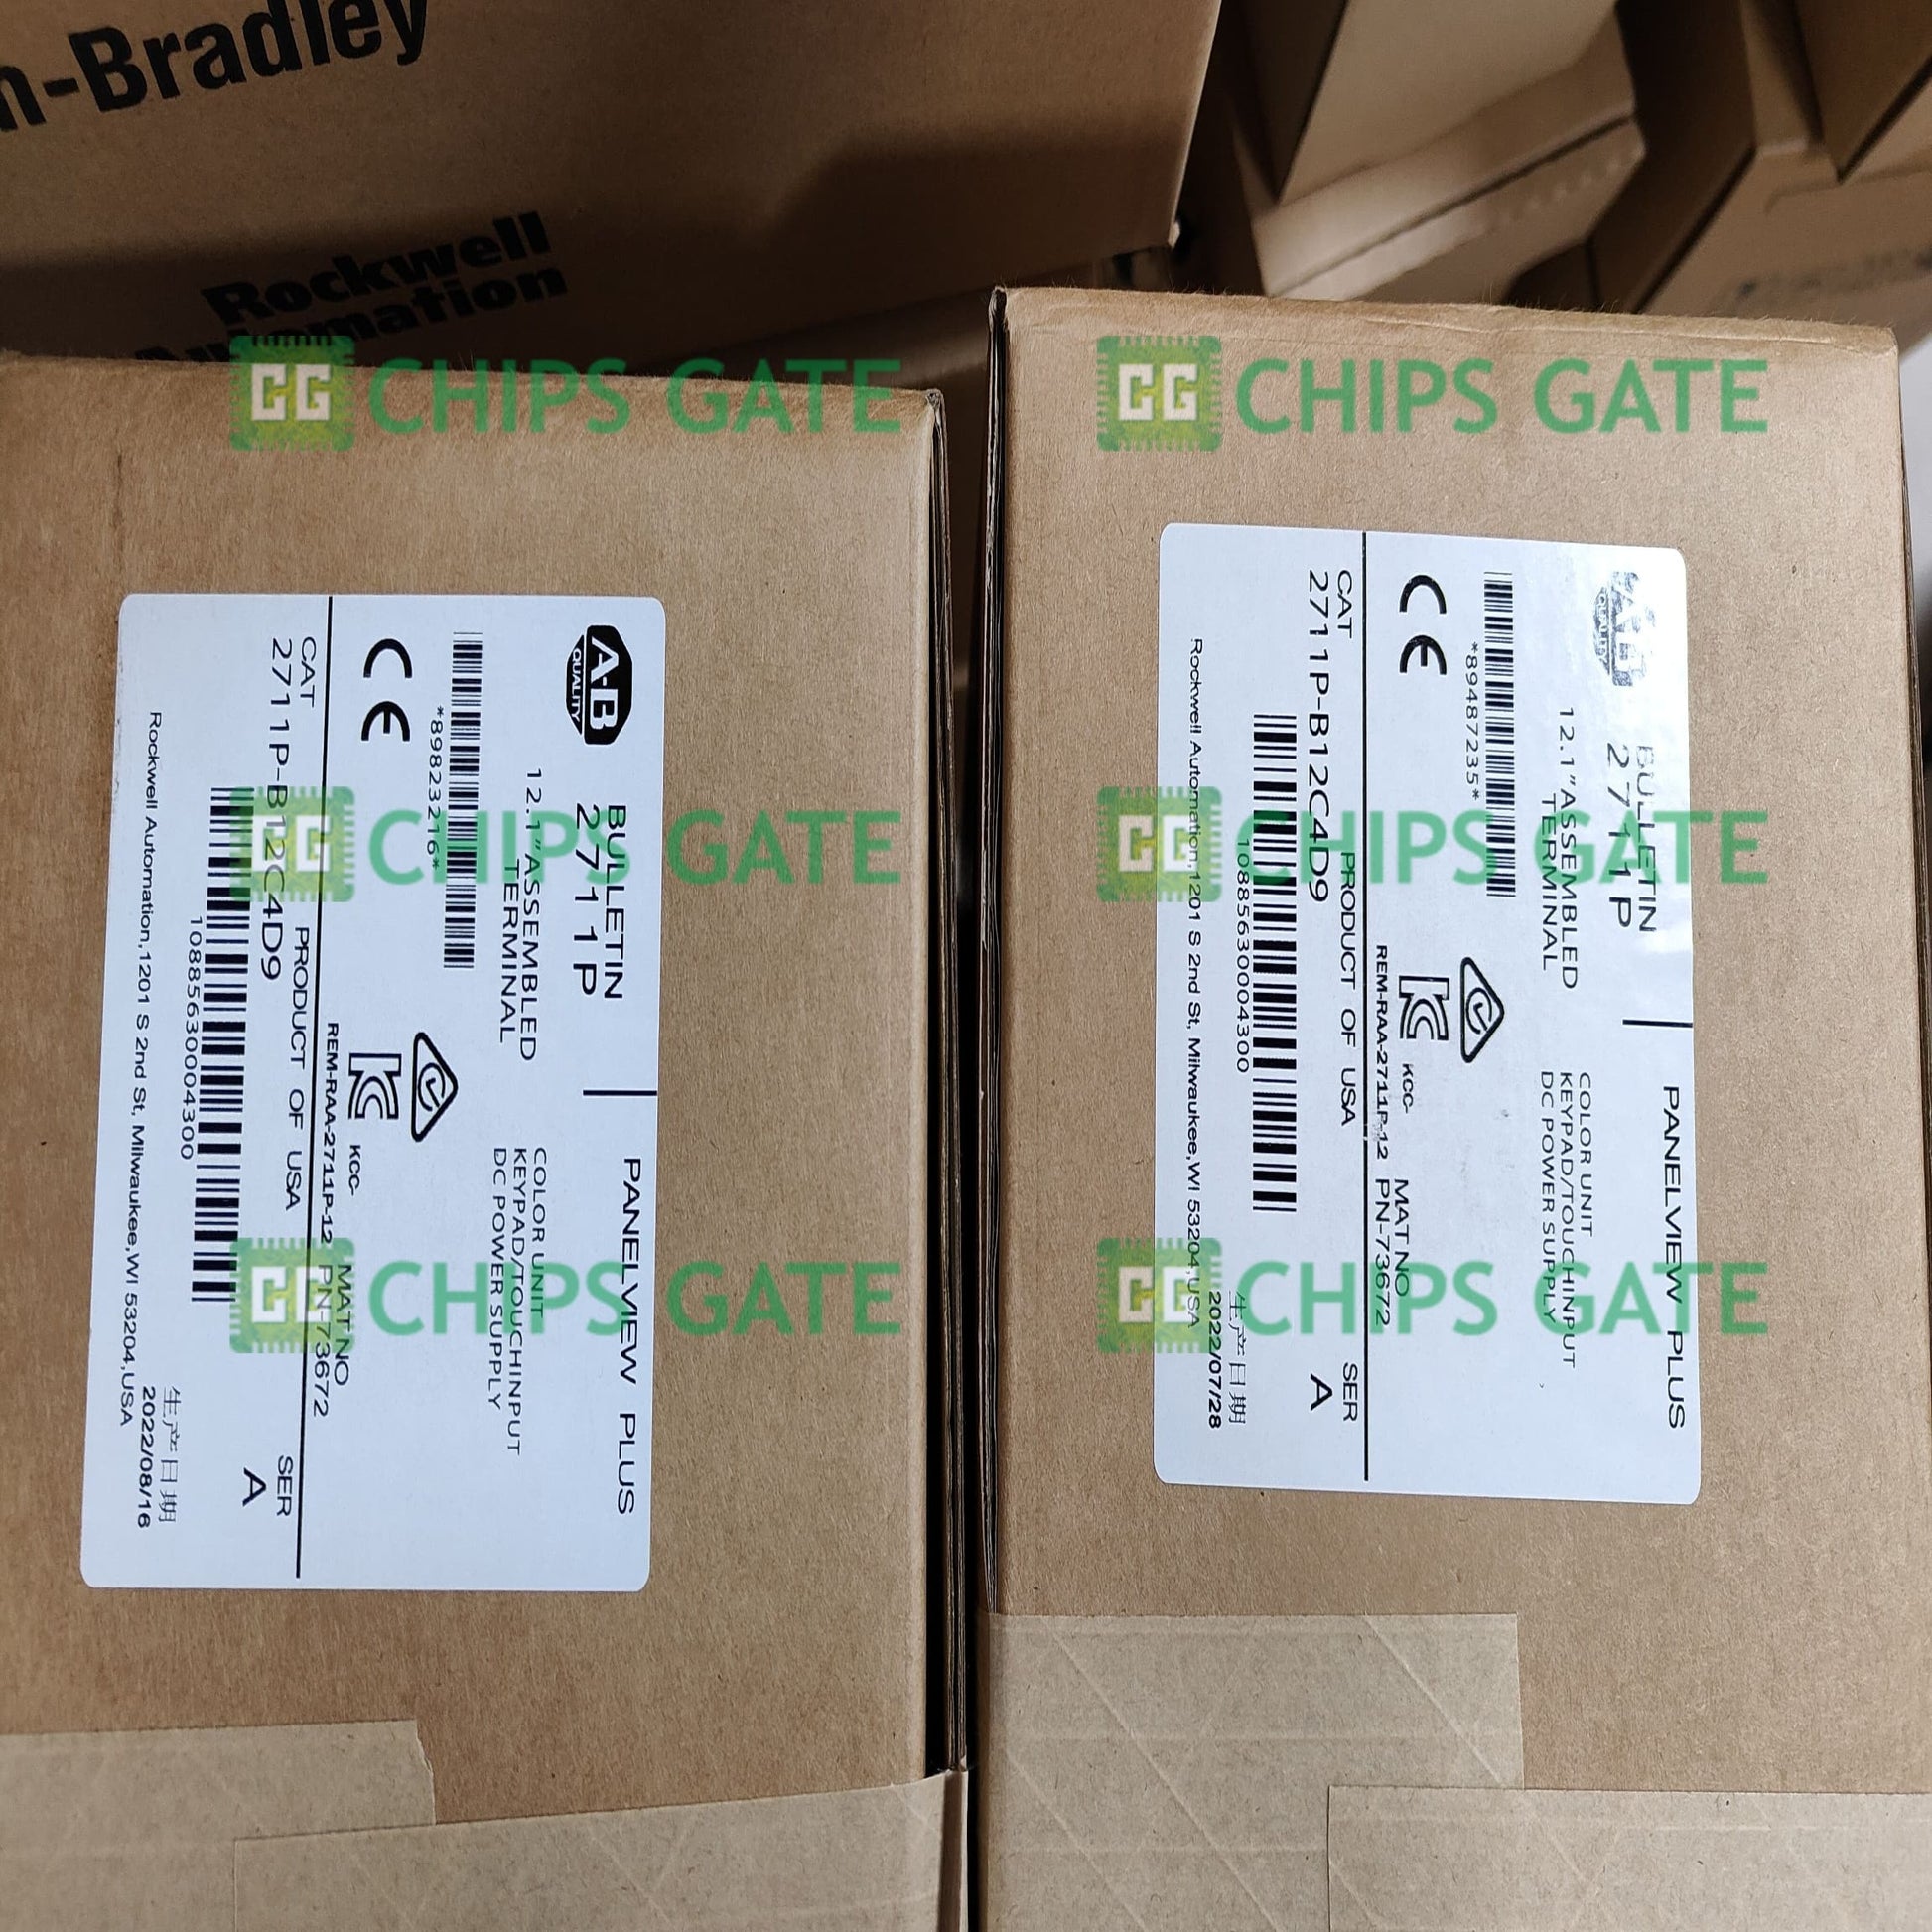 n-Bradley
Rockwell
Automation
CHIPS GATE
CHIPS GATE
A-B
QUALITY
BULLETIN
2711P
PANELVIEW PLUS
12.1"ASSEMBLED
TERMINAL
COLOR UNIT
KEYPAD/TOUCHINPUT
DC POWER SUPPLY
*89823216*
CE
KCC-
REM-RAA-2711P-12
MAT NO
PN-73672
CAT
2711P-B12C4D9
PRODUCT OF USA
SER
A
10885630004300
生产日期
2022/08/16
Rockwell Automation,1201 S 2nd St, Milwaukee,WI 53204,USA
A-B
QUALITY
BULLETIN
2711P
PANELVIEW PLUS
12.1"ASSEMBLED
TERMINAL
COLOR UNIT
KEYPAD/TOUCHINPUT
DC POWER SUPPLY
*894872235*
CE
KCC-
REM-RAA-2711P-12
MAT NO
PN-73672
CAT
2711P-B12C4D9
PRODUCT OF USA
SER
A
10885630004300
生产日期
2022/07/28
Rockwell Automation,1201 S 2nd St, Milwaukee,WI 53204,USA
CHIPS GATE
CHIPS GATE
CHIPS GATE
CHIPS GATE